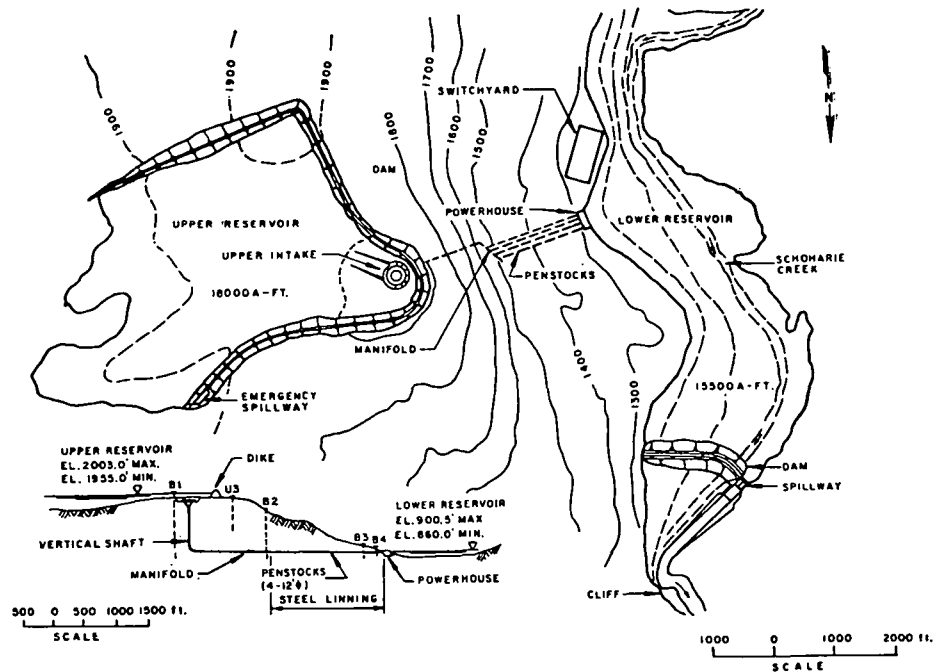 1900
1900
1900
1800
1700
1600
1500
SWITCHYARD
N
DAM
POWERHOUSE
LOWER RESERVOIR
UPPER RESERVOIR
UPPER INTAKE
18000 A-FT.
PENSTOCKS
SCHOHARIE
CREEK
MANIFOLD
1400
1300
15500 A-FT.
EMERGENCY
SPILLWAY
DAM
SPILLWAY
CLIFF
UPPER RESERVOIR
EL. 2003.0' MAX.
EL. 1955.0' MIN.
DIKE
B1
U3
B2
LOWER RESERVOIR
EL. 900.5' MAX
EL. 860.0' MIN.
B3
B4
VERTICAL SHAFT
MANIFOLD
PENSTOCKS
(4-12'φ)
POWERHOUSE
STEEL LINNING
500 0 500 1000 1500 ft.
SCALE
1000 0 1000 2000 ft.
SCALE